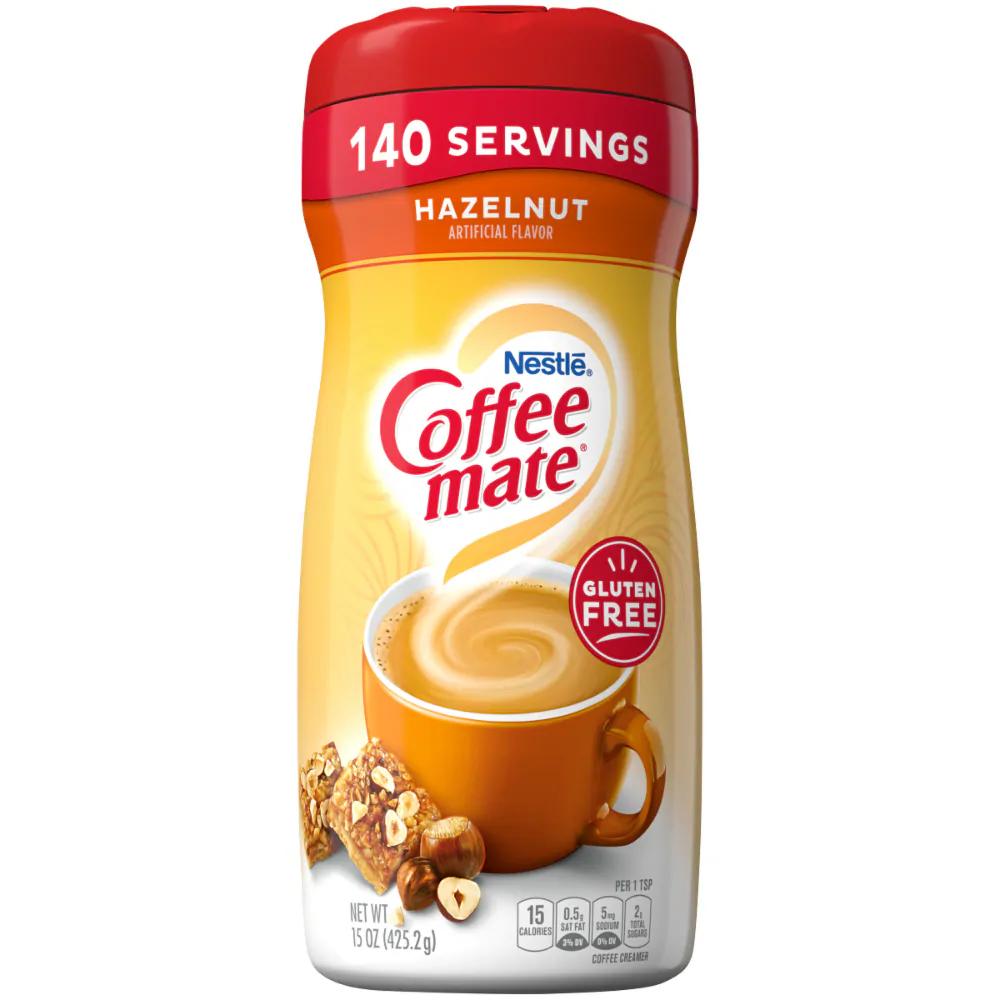 140 SERVINGS
HAZELNUT
ARTIFICIAL FLAVOR
Nestlé®
Coffee
mate®
GLUTEN
FREE
PER 1 TSP
15
CALORIES
0.5g
SAT FAT
3% DV
5mg
SODIUM
0% DV
2g
TOTAL
SUGARS
COFFEE CREAMER
NET WT
15 OZ (425.2g)